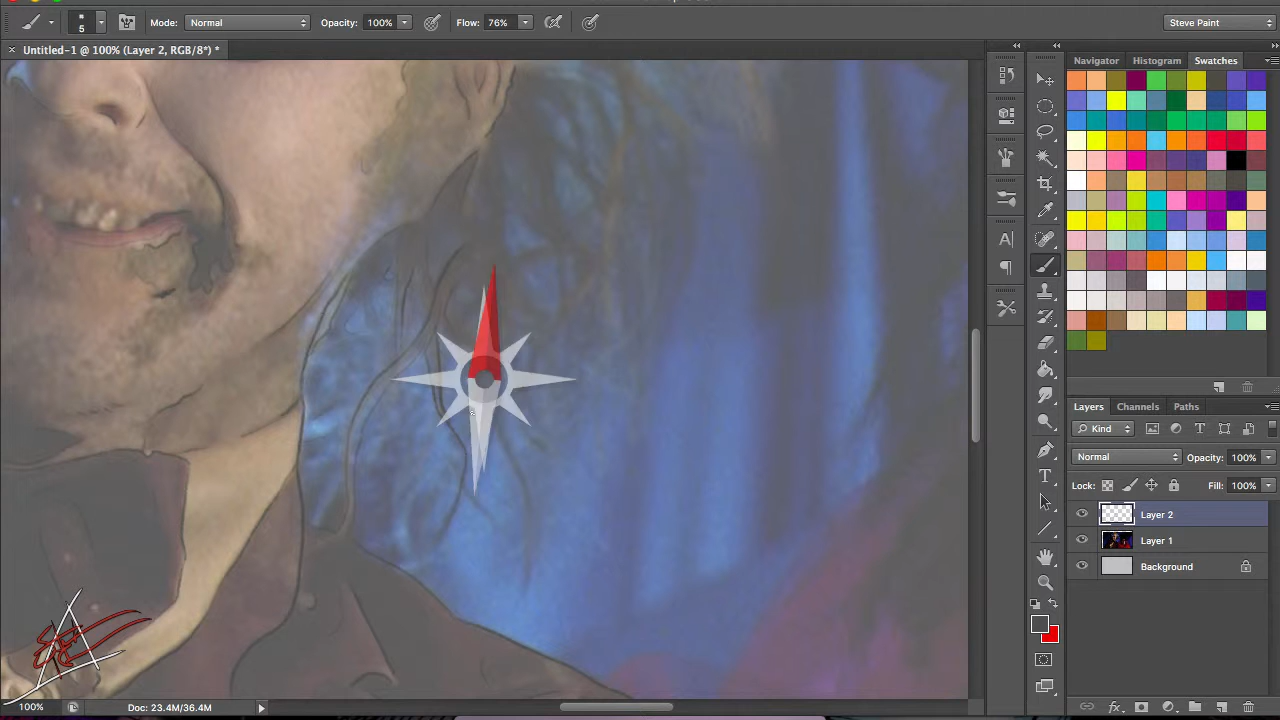 5
Mode: Normal
Opacity: 100%
Flow: 76%
Steve Paint
× Untitled-1 @ 100% (Layer 2, RGB/8*) *
Navigator Histogram Swatches
Layers Channels Paths
Kind
Normal Opacity: 100%
Lock: Fill: 100%
Layer 2
Layer 1
Background
100% Doc: 23.4M/36.4M